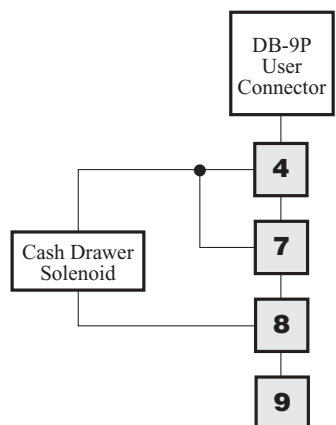 DB-9P
User
Connector
4
7
Cash Drawer
Solenoid
8
9